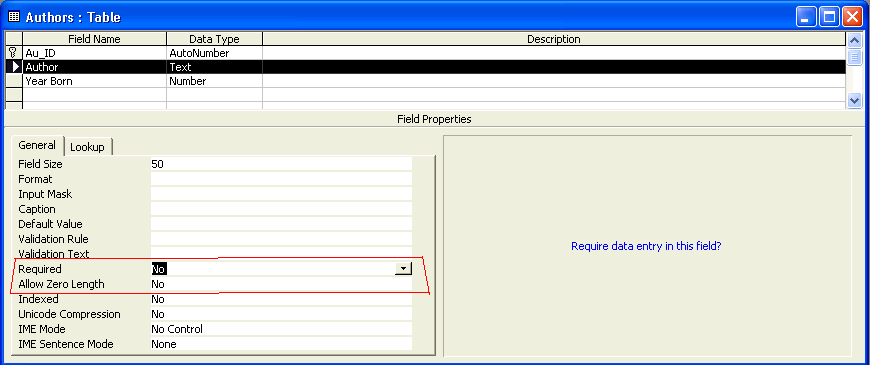 Authors : Table
Field Name Data Type Description
Au_ID AutoNumber
Author Text
Year Born Number
Field Properties
General Lookup
Field Size 50
Format
Input Mask
Caption
Default Value
Validation Rule
Validation Text
Required No
Allow Zero Length No
Indexed No
Unicode Compression No
IME Mode No Control
IME Sentence Mode None
Require data entry in this field?